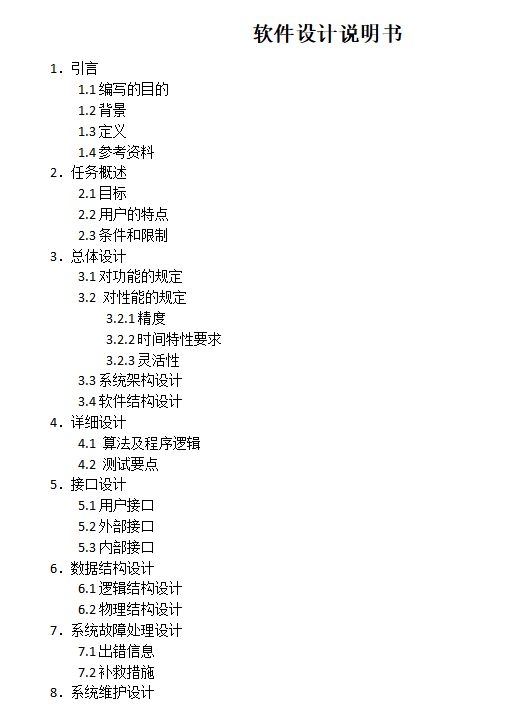 软件设计说明书
1．引言
1.1 编写的目的
1.2 背景
1.3 定义
1.4 参考资料
2．任务概述
2.1 目标
2.2 用户的特点
2.3 条件和限制
3．总体设计
3.1 对功能的规定
3.2 对性能的规定
3.2.1 精度
3.2.2 时间特性要求
3.2.3 灵活性
3.3 系统架构设计
3.4 软件结构设计
4．详细设计
4.1 算法及程序逻辑
4.2 测试要点
5．接口设计
5.1 用户接口
5.2 外部接口
5.3 内部接口
6．数据结构设计
6.1 逻辑结构设计
6.2 物理结构设计
7．系统故障处理设计
7.1 出错信息
7.2 补救措施
8．系统维护设计